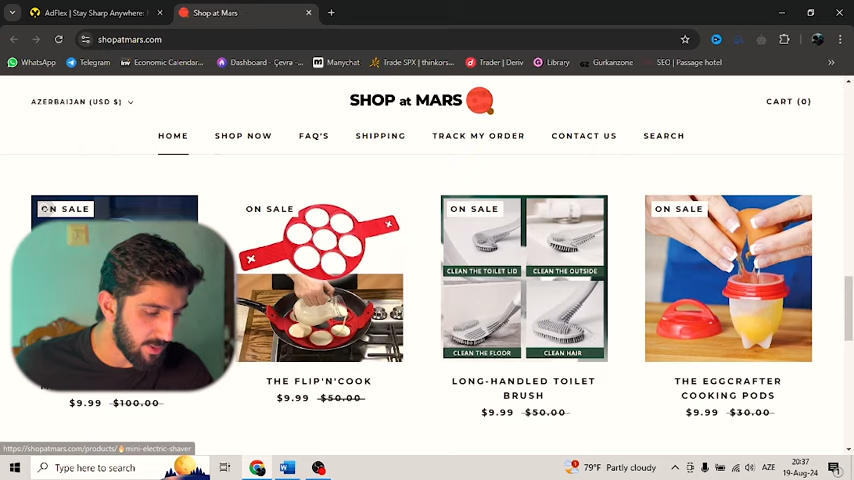 AdFlex | Stay Sharp Anywhere:
Shop at Mars
shopatmars.com
WhatsApp
Telegram
Economic Calendar...
Dashboard - Çevrə -...
Manychat
Trade SPX | thinkors...
Trader | Deriv
Library
Gurkanzone
SEO | Passage hotel
AZERBAIJAN (USD $)
SHOP at MARS
CART (0)
HOME
SHOP NOW
FAQ'S
SHIPPING
TRACK MY ORDER
CONTACT US
SEARCH
ON SALE
ON SALE
ON SALE
ON SALE
CLEAN THE TOILET LID
CLEAN THE OUTSIDE
CLEAN THE FLOOR
CLEAN HAIR
THE FLIP'N'COOK
LONG-HANDLED TOILET
BRUSH
THE EGGCRAFTER
COOKING PODS
$9.99 $100.00
$9.99 $50.00
$9.99 $50.00
$9.99 $30.00
https://shopatmars.com/products/🔥mini-electric-shaver
Type here to search
79°F Partly cloudy
AZE
20:37
19-Aug-24